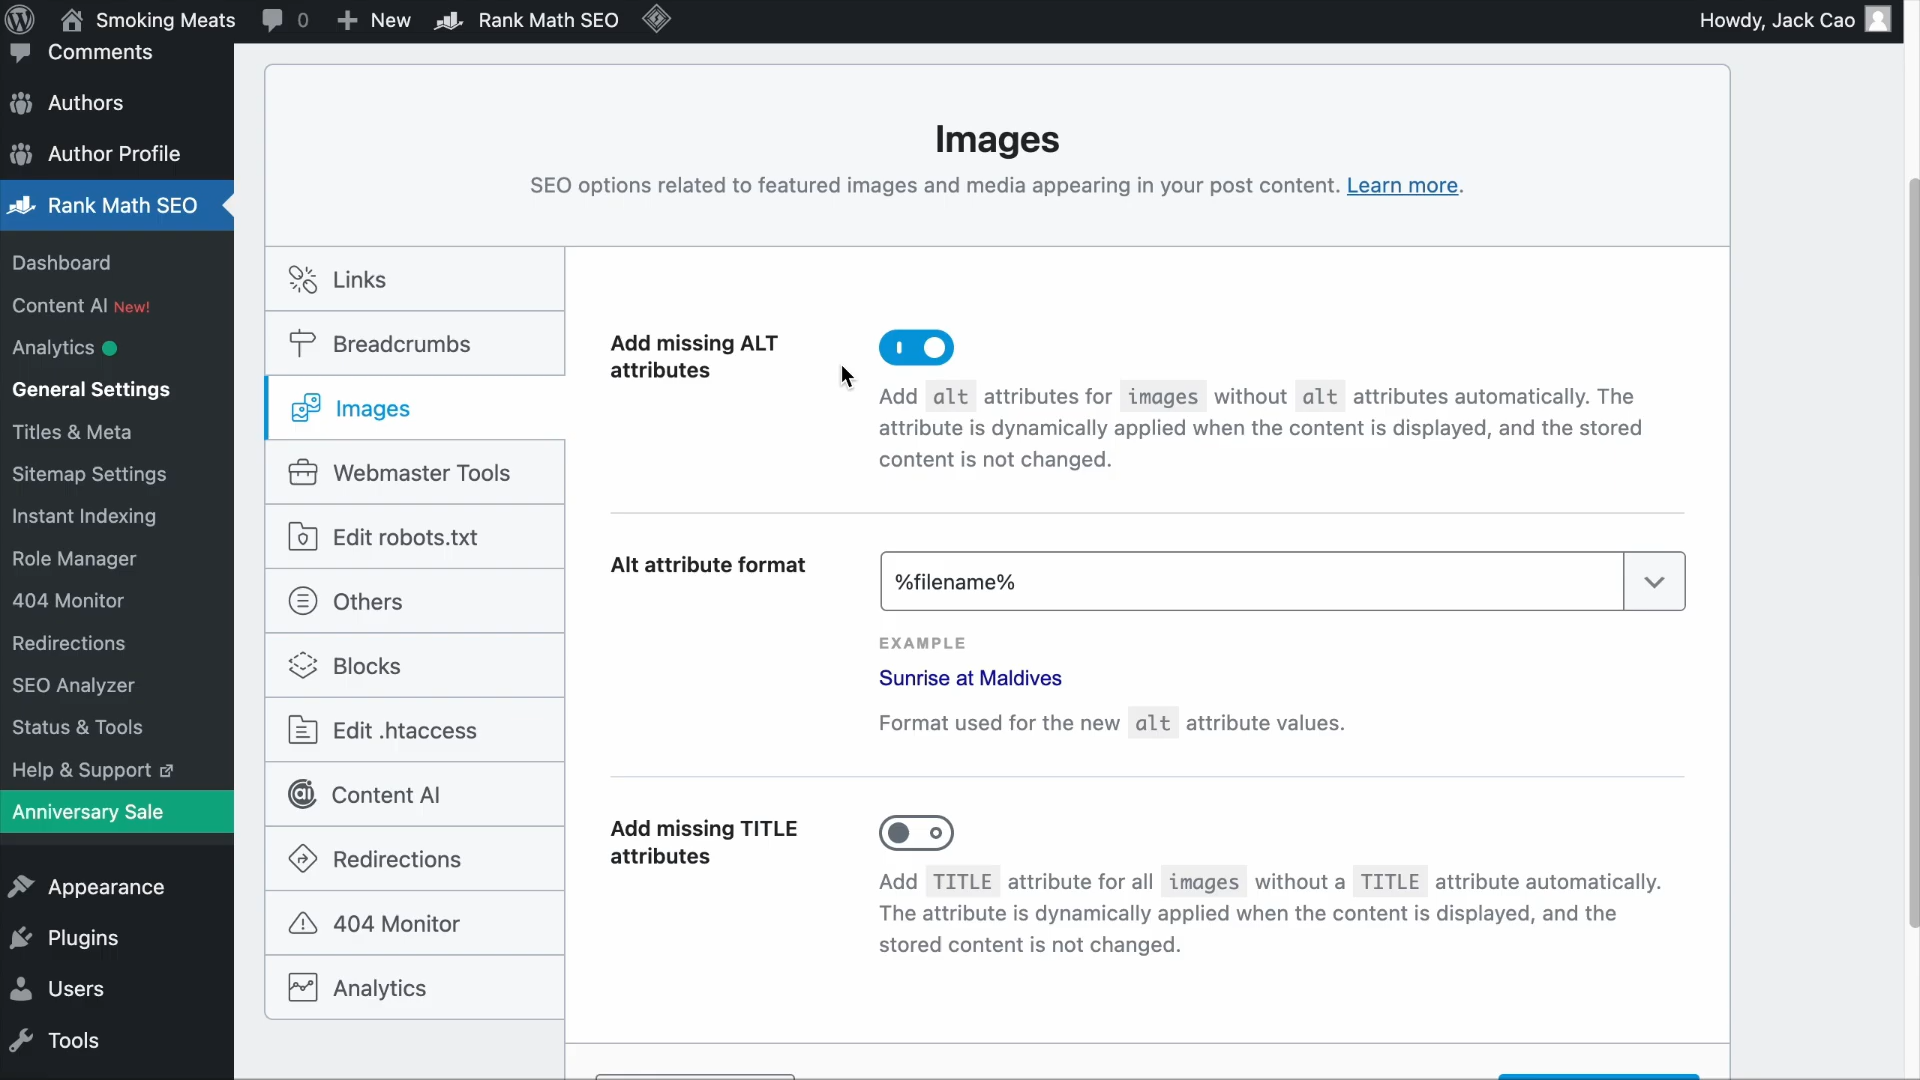 Smoking Meats
0
New
Rank Math SEO
Howdy, Jack Cao
Comments
Authors
Author Profile
Rank Math SEO
Dashboard
Content AI New!
Analytics
General Settings
Titles & Meta
Sitemap Settings
Instant Indexing
Role Manager
404 Monitor
Redirections
SEO Analyzer
Status & Tools
Help & Support
Anniversary Sale
Appearance
Plugins
Users
Tools
Images
SEO options related to featured images and media appearing in your post content. Learn more.
Links
Breadcrumbs
Images
Webmaster Tools
Edit robots.txt
Others
Blocks
Edit .htaccess
Content AI
Redirections
404 Monitor
Analytics
Add missing ALT
attributes
Add alt attributes for images without alt attributes automatically. The
attribute is dynamically applied when the content is displayed, and the stored
content is not changed.
Alt attribute format
%filename%
EXAMPLE
Sunrise at Maldives
Format used for the new alt attribute values.
Add missing TITLE
attributes
Add TITLE attribute for all images without a TITLE attribute automatically.
The attribute is dynamically applied when the content is displayed, and the
stored content is not changed.